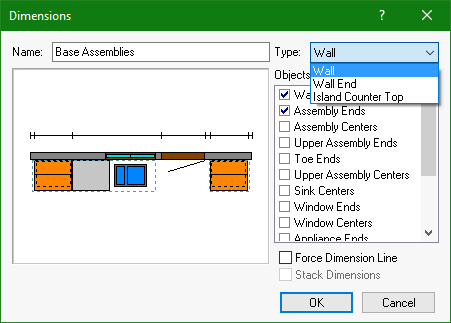 Dimensions
?
Name: Base Assemblies Type: Wall
Wall
Wall End
Island Counter Top
Objects
Wa
Assembly Ends
Assembly Centers
Upper Assembly Ends
Toe Ends
Upper Assembly Centers
Sink Centers
Window Ends
Window Centers
Appliance Ends
Force Dimension Line
Stack Dimensions
OK Cancel